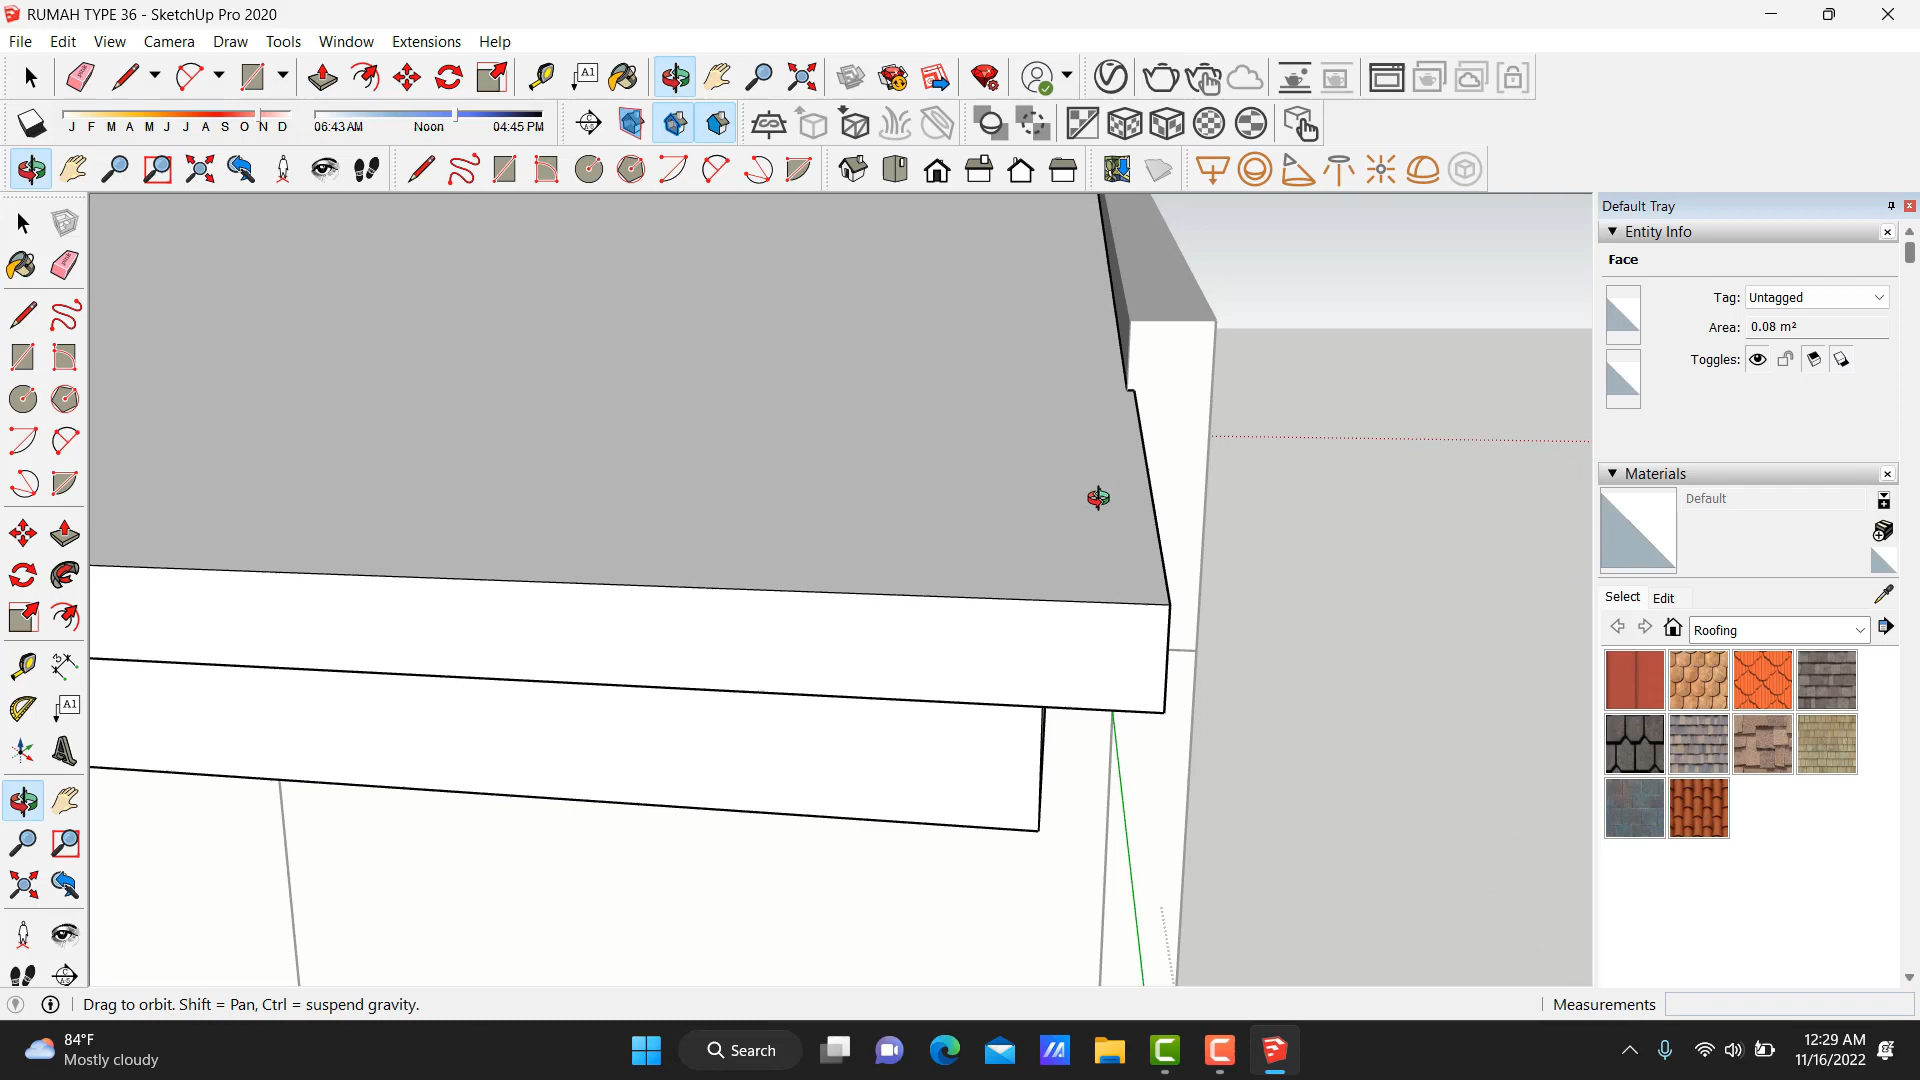 RUMAH TYPE 36 - SketchUp Pro 2020
File Edit View Camera Draw Tools Window Extensions Help
A1
J F M A M J J A S O N D
06:43 AM Noon 04:45 PM
Default Tray
Entity Info
Face
Tag: Untagged
Area: 0.08 m²
Toggles:
Materials
Default
Select Edit
Roofing
A1
Drag to orbit. Shift = Pan, Ctrl = suspend gravity.
Measurements
84°F
Mostly cloudy
Search
12:29 AM
11/16/2022